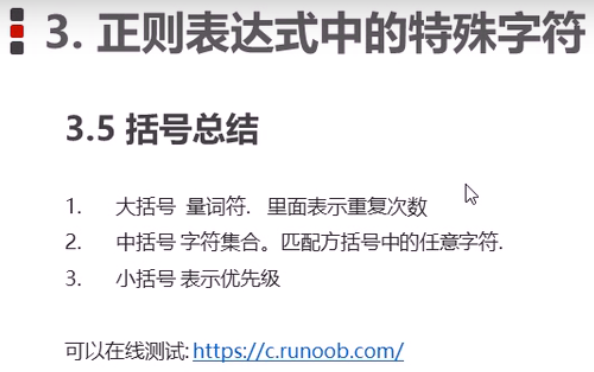 3. 正则表达式中的特殊字符
3.5 括号总结
1. 大括号 量词符. 里面表示重复次数
2. 中括号 字符集合。匹配方括号中的任意字符.
3. 小括号 表示优先级
可以在线测试: https://c.runoob.com/